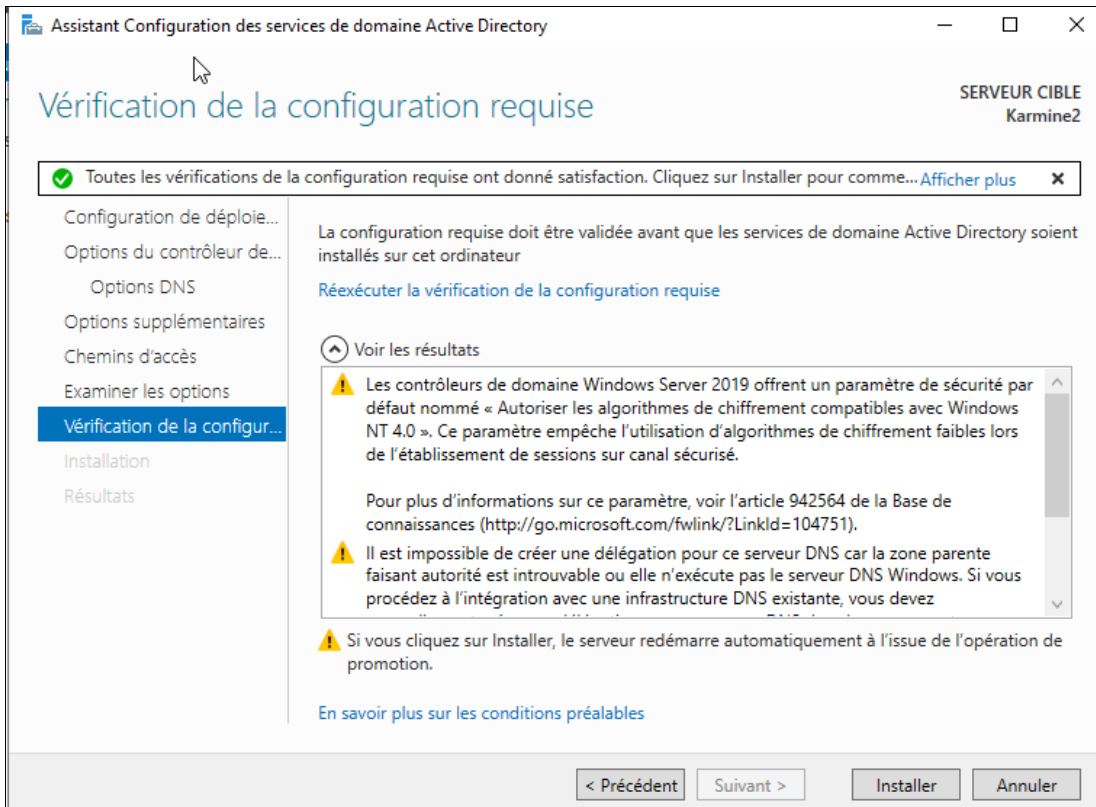 Assistant Configuration des services de domaine Active Directory
Vérification de la configuration requise
SERVEUR CIBLE
Karmine2
Toutes les vérifications de la configuration requise ont donné satisfaction. Cliquez sur Installer pour comme... Afficher plus
Configuration de déploie...
Options du contrôleur de...
Options DNS
Options supplémentaires
Chemins d'accès
Examiner les options
Vérification de la configur...
Installation
Résultats
La configuration requise doit être validée avant que les services de domaine Active Directory soient
installés sur cet ordinateur
Réexécuter la vérification de la configuration requise
Voir les résultats
Les contrôleurs de domaine Windows Server 2019 offrent un paramètre de sécurité par
défaut nommé « Autoriser les algorithmes de chiffrement compatibles avec Windows
NT 4.0 ». Ce paramètre empêche l'utilisation d'algorithmes de chiffrement faibles lors
de l'établissement de sessions sur canal sécurisé.
Pour plus d'informations sur ce paramètre, voir l'article 942564 de la Base de
connaissances (http://go.microsoft.com/fwlink/?LinkId=104751).
Il est impossible de créer une délégation pour ce serveur DNS car la zone parente
faisant autorité est introuvable ou elle n'exécute pas le serveur DNS Windows. Si vous
procédez à l'intégration avec une infrastructure DNS existante, vous devez
Si vous cliquez sur Installer, le serveur redémarre automatiquement à l'issue de l'opération de
promotion.
En savoir plus sur les conditions préalables
< Précédent
Suivant >
Installer
Annuler